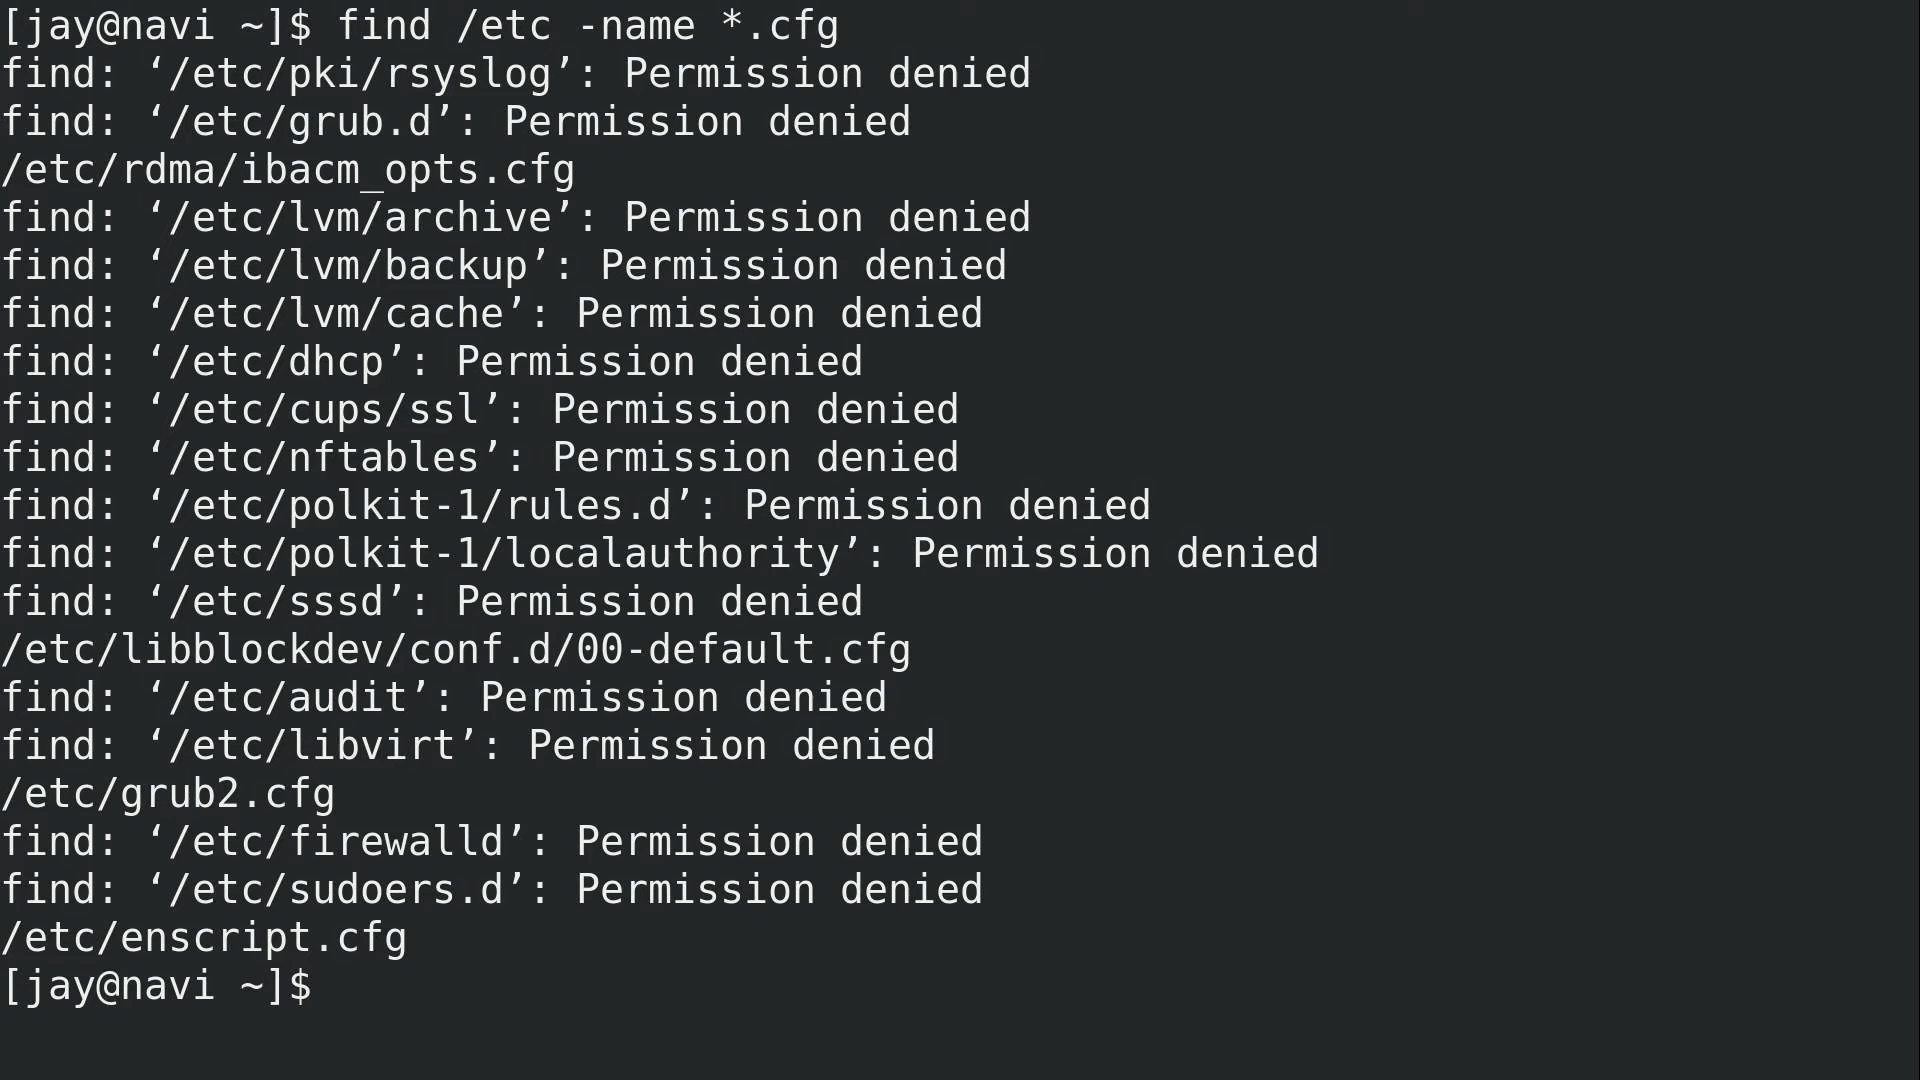 [jay@navi ~]$ find /etc -name *.cfg
find: ‘/etc/pki/rsyslog’: Permission denied
find: ‘/etc/grub.d’: Permission denied
/etc/rdma/ibacm_opts.cfg
find: ‘/etc/lvm/archive’: Permission denied
find: ‘/etc/lvm/backup’: Permission denied
find: ‘/etc/lvm/cache’: Permission denied
find: ‘/etc/dhcp’: Permission denied
find: ‘/etc/cups/ssl’: Permission denied
find: ‘/etc/nftables’: Permission denied
find: ‘/etc/polkit-1/rules.d’: Permission denied
find: ‘/etc/polkit-1/localauthority’: Permission denied
find: ‘/etc/sssd’: Permission denied
/etc/libblockdev/conf.d/00-default.cfg
find: ‘/etc/audit’: Permission denied
find: ‘/etc/libvirt’: Permission denied
/etc/grub2.cfg
find: ‘/etc/firewalld’: Permission denied
find: ‘/etc/sudoers.d’: Permission denied
/etc/enscript.cfg
[jay@navi ~]$